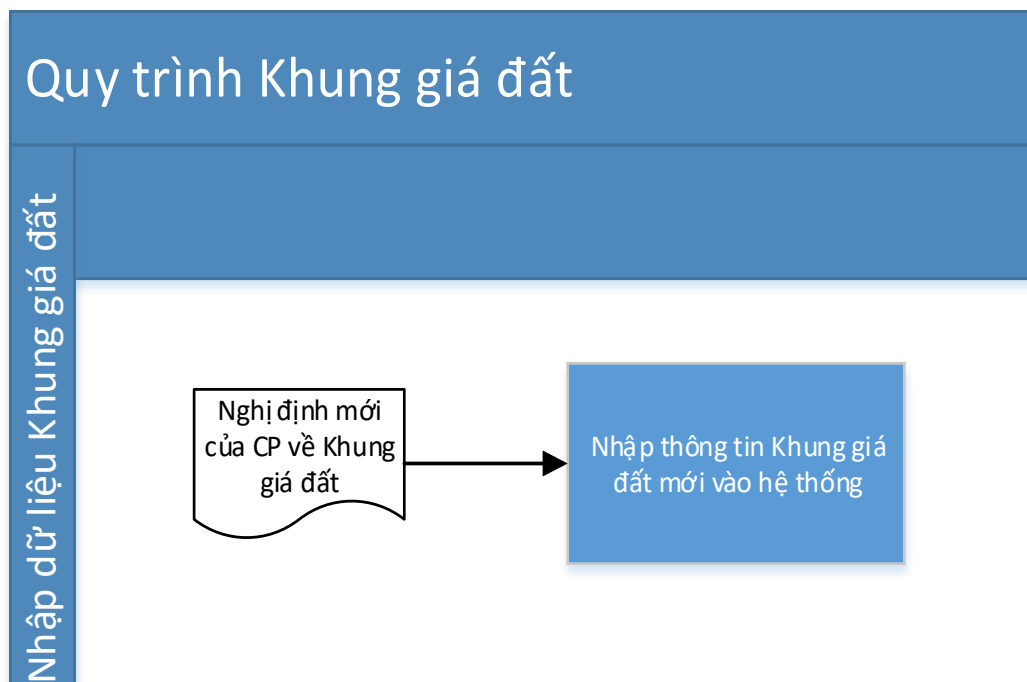 Quy trình Khung giá đất
Nhập dữ liệu Khung giá đất
Nghị định mới
của CP về Khung
giá đất
Nhập thông tin Khung giá
đất mới vào hệ thống